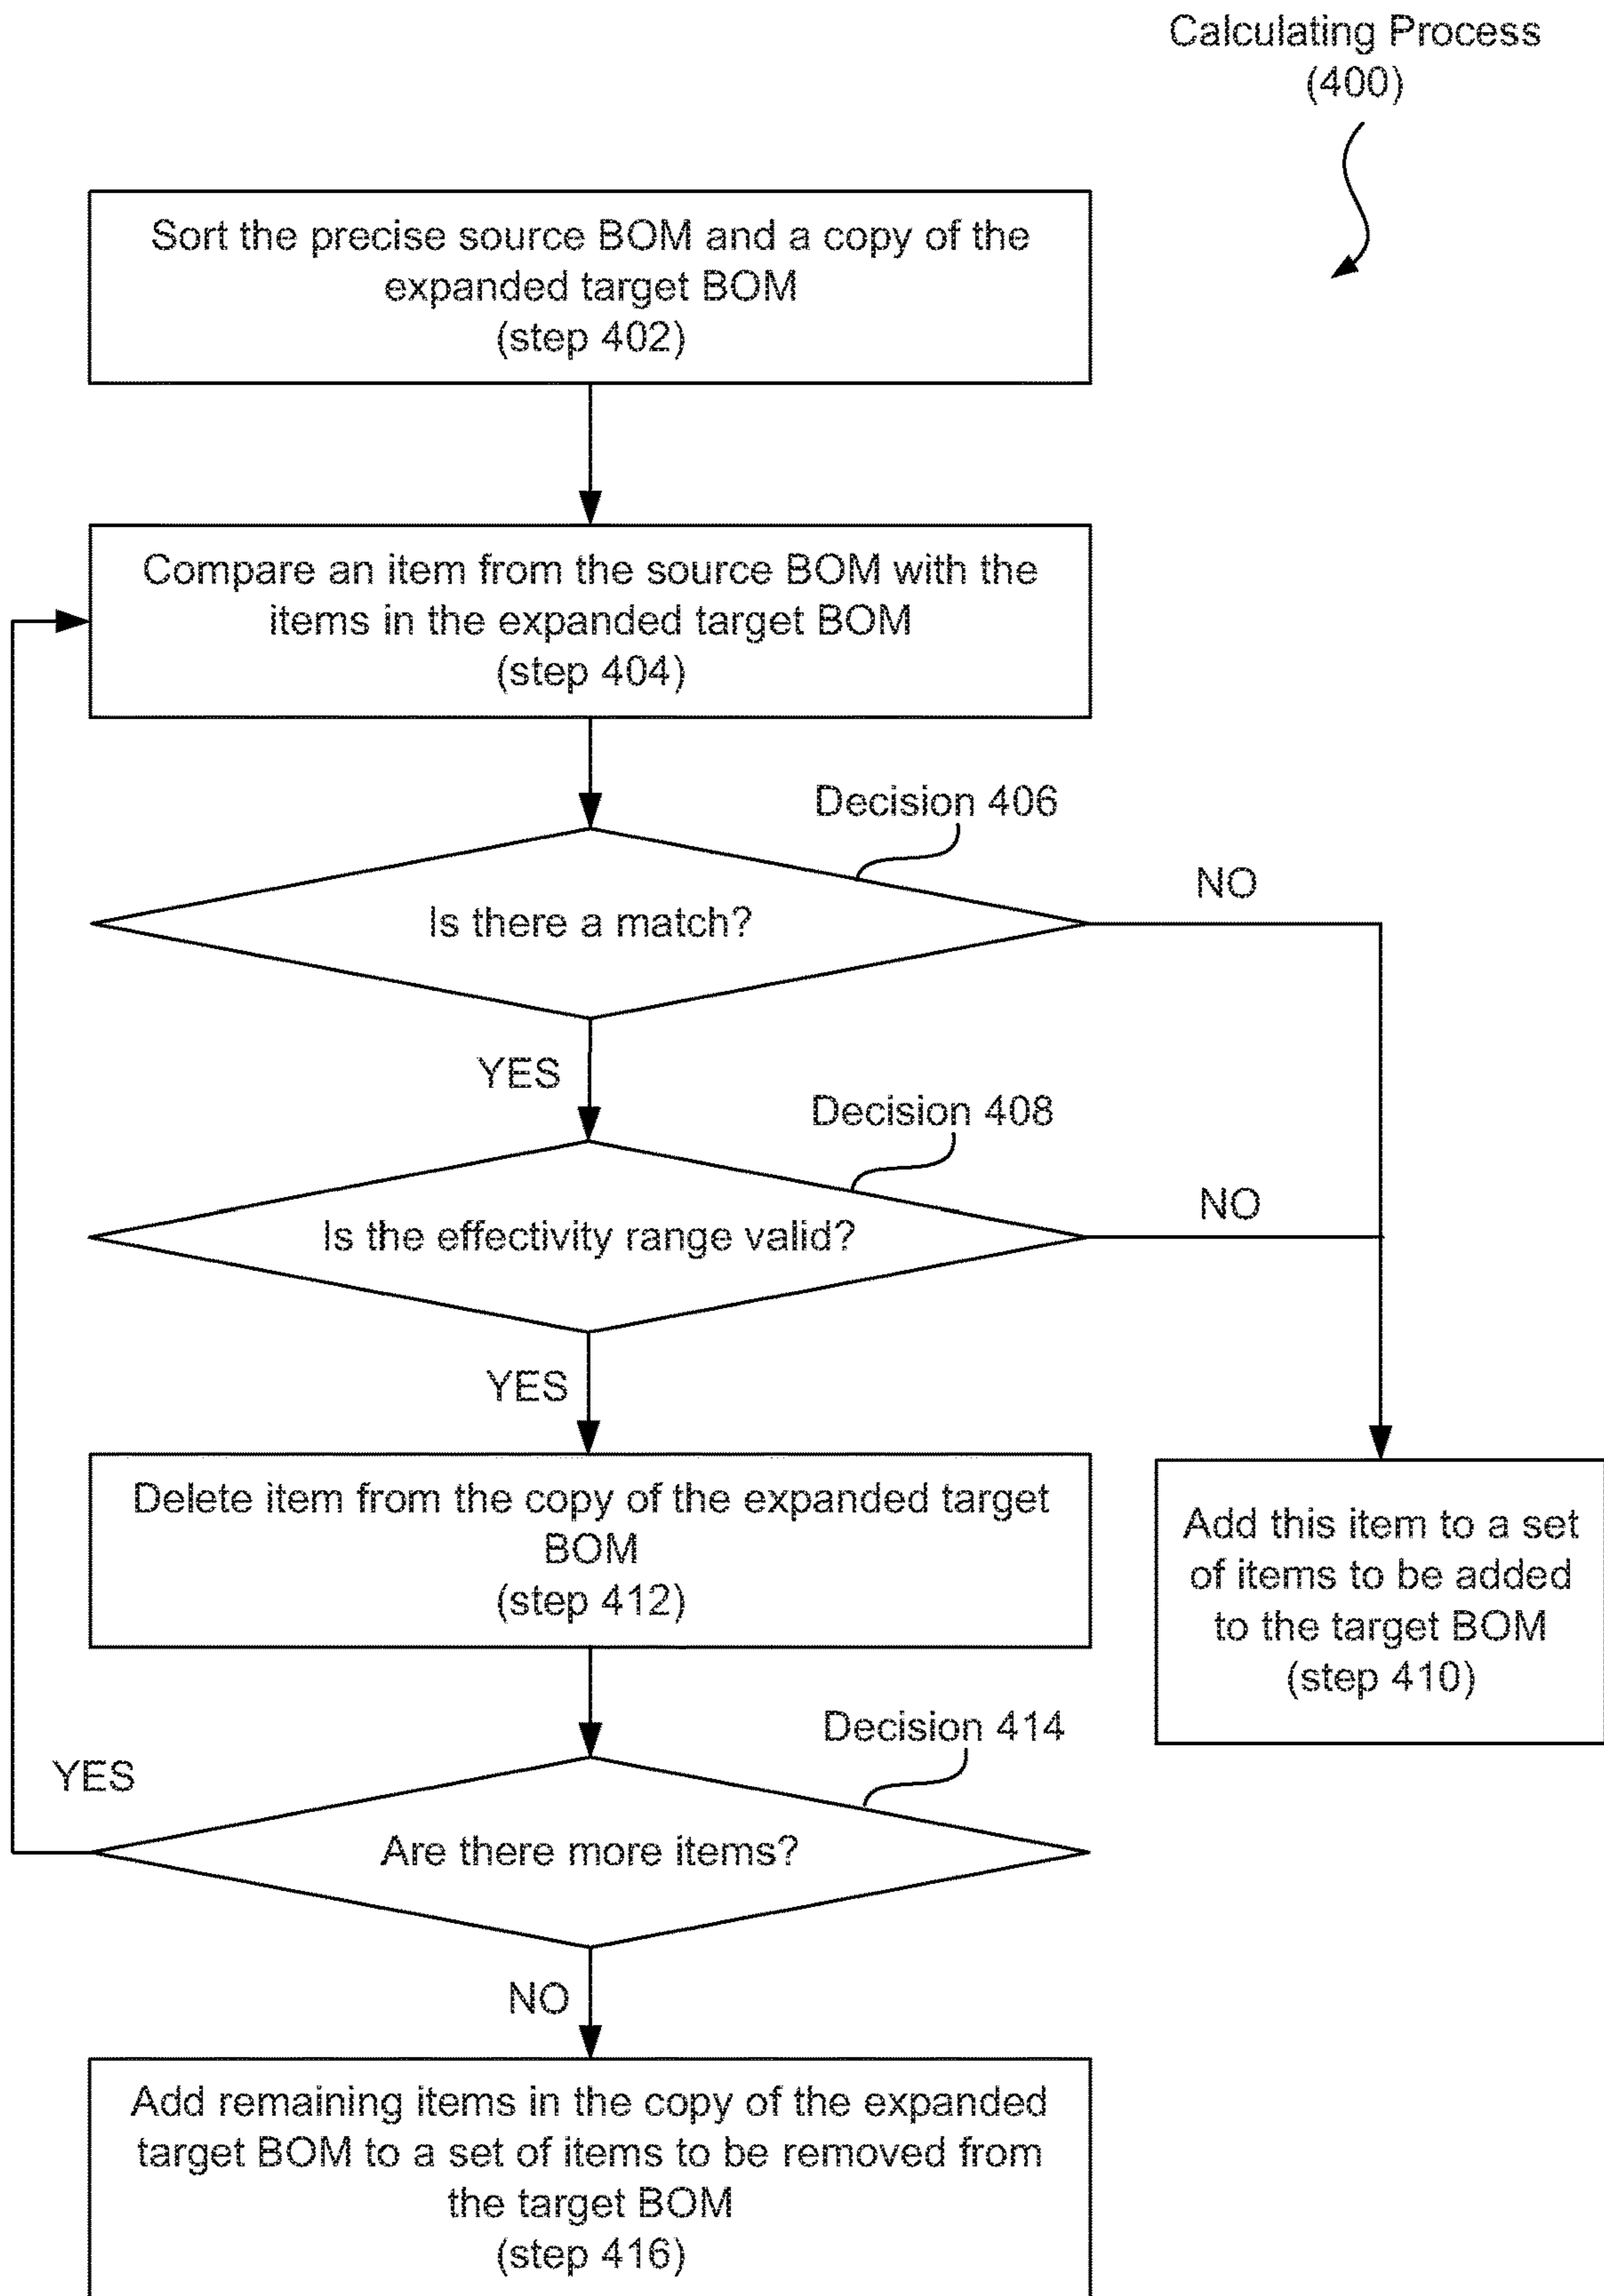 Calculating Process
(400)
Sort the precise source BOM and a copy of the
expanded target BOM
(step 402)
Compare an item from the source BOM with the
items in the expanded target BOM
(step 404)
Decision 406
NO
Is there a match?
YES
Decision 408
NO
Is the effectivity range valid?
YES
Delete item from the copy of the expanded target
BOM
(step 412)
Add this item to a set
of items to be added
to the target BOM
(step 410)
Decision 414
YES
Are there more items?
NO
Add remaining items in the copy of the expanded
target BOM to a set of items to be removed from
the target BOM
(step 416)